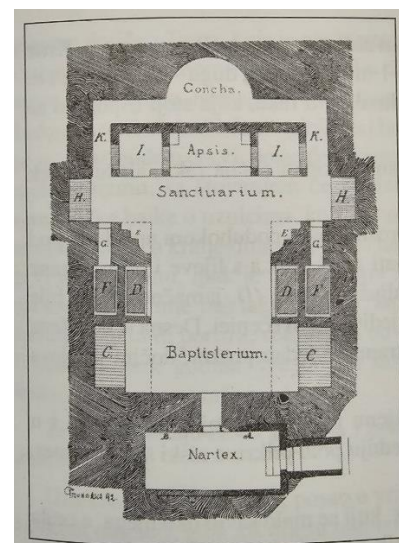 Concha.
K. I. Apsis. I. K.
Sanctuarium.
H. H.
E E
G. G.
F D. D. F
C. Baptisterium. C
Nartex.